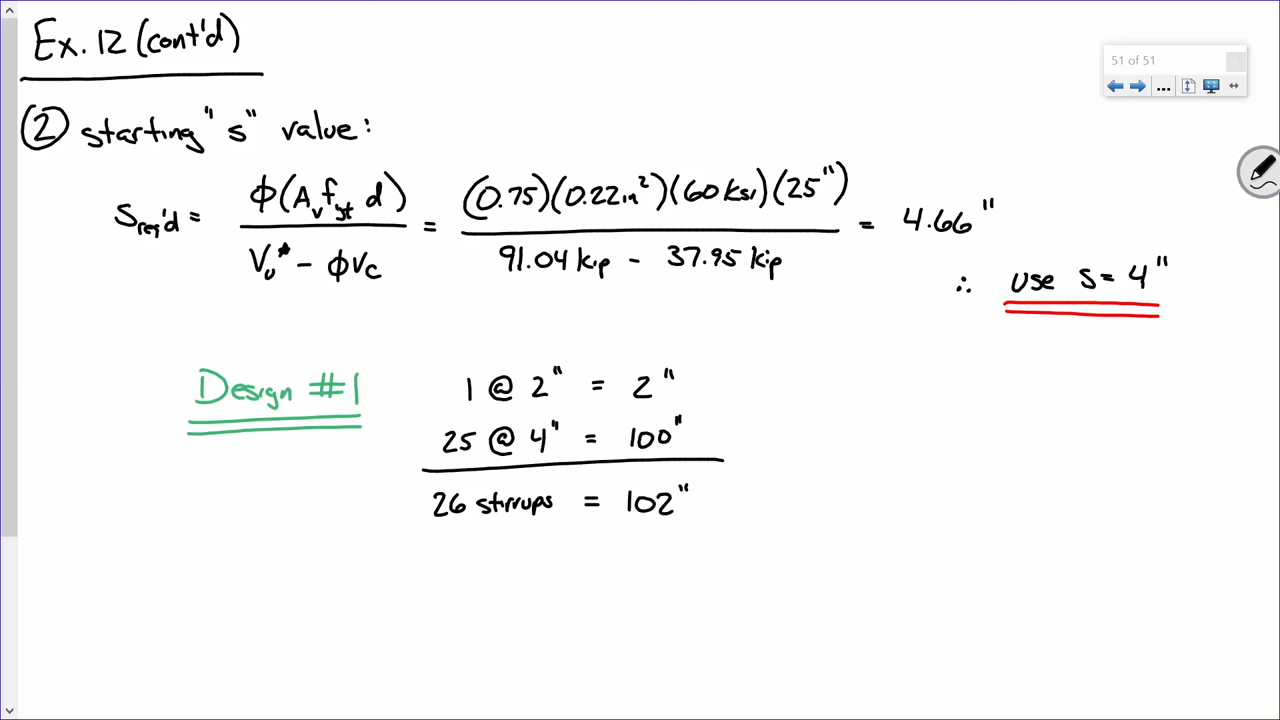 Ex. 12 (cont'd)
51 of 51
② starting "s" value:
S_req'd = ϕ(A_v f_yt d) / (V_u* - ϕV_c) = (0.75)(0.22in²)(60 ksi)(25") / (91.04 kip - 37.95 kip) = 4.66"
∴ use s = 4"
Design #1
1 @ 2" = 2"
25 @ 4" = 100"
26 stirrups = 102"